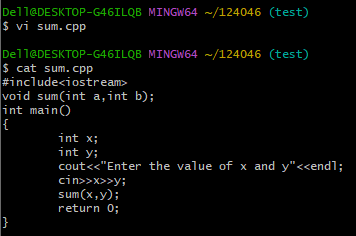 Dell@DESKTOP-G46ILQB MINGW64 ~/124046 (test)
$ vi sum.cpp
Dell@DESKTOP-G46ILQB MINGW64 ~/124046 (test)
$ cat sum.cpp
#include<iostream>
void sum(int a,int b);
int main()
{
        int x;
        int y;
        cout<<"Enter the value of x and y"<<endl;
        cin>>x>>y;
        sum(x,y);
        return 0;
}